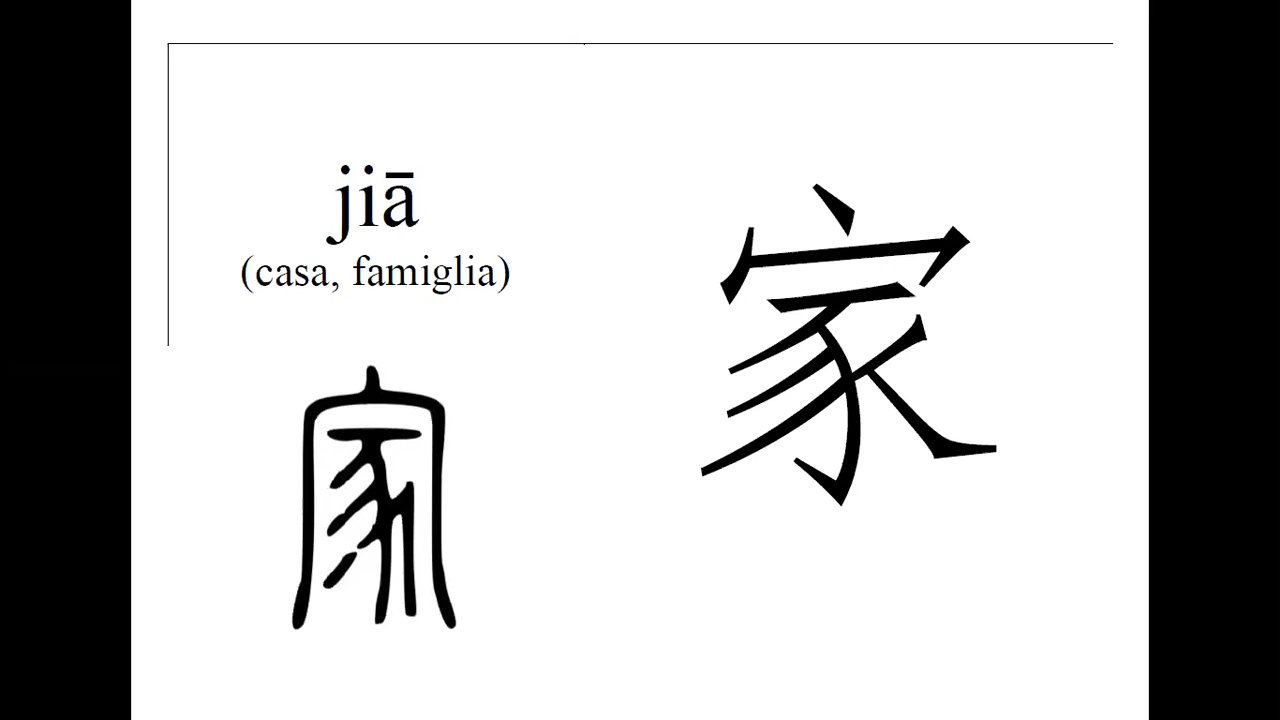 jiā
(casa, famiglia)
家
家